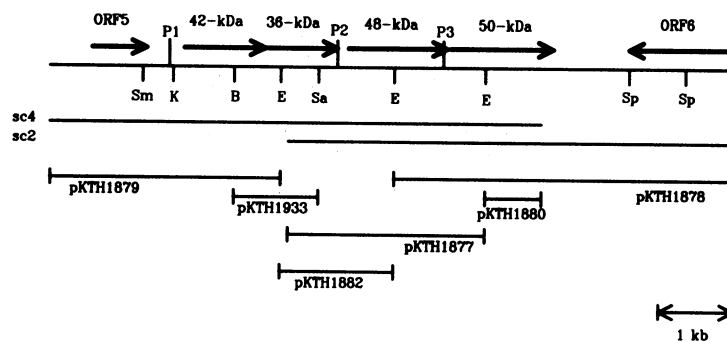 ORF5 P1 42-kDa 36-kDa P2 48-kDa P3 50-kDa ORF6
Sm K B E Sa E E Sp Sp
sc4
sc2
pKTH1879 pKTH1878
pKTH1933 pKTH1880
pKTH1877
pKTH1882
1 kb